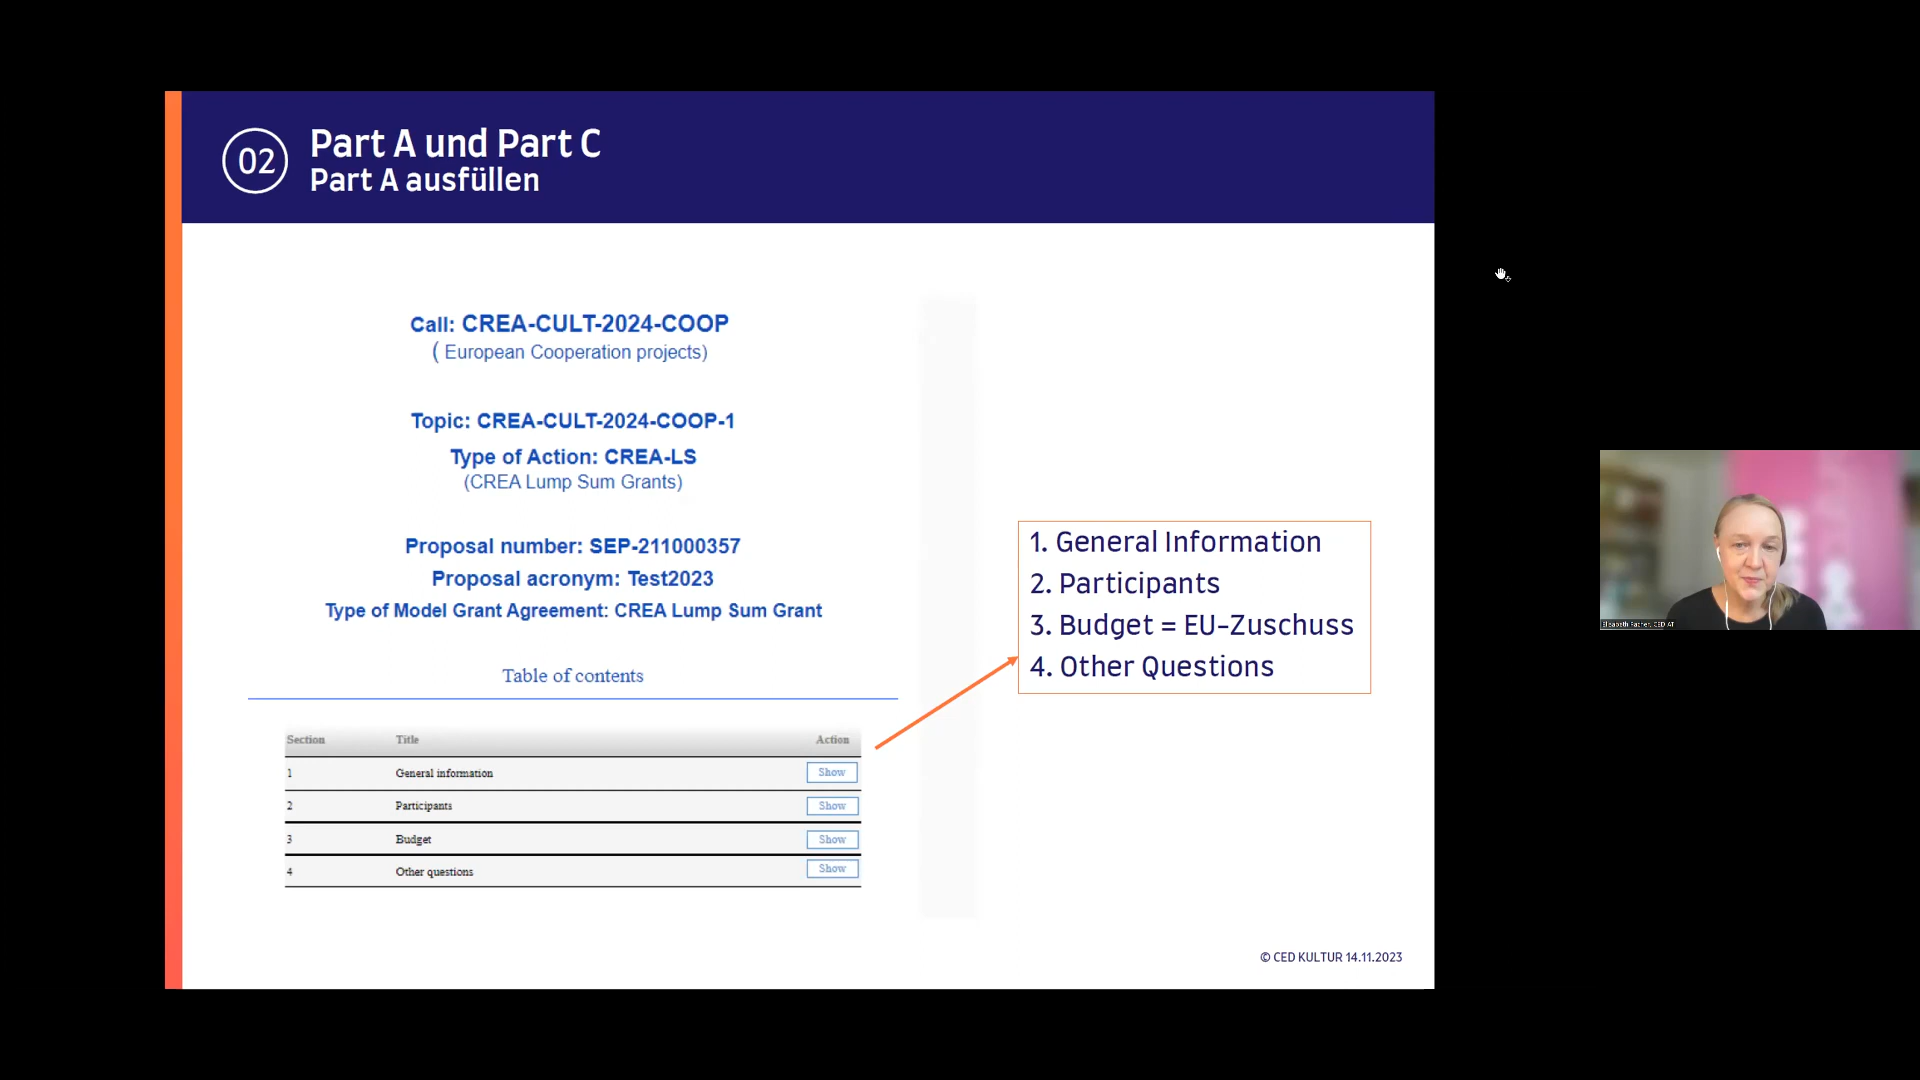 02
Part A und Part C
Part A ausfüllen
Call: CREA-CULT-2024-COOP
( European Cooperation projects)
Topic: CREA-CULT-2024-COOP-1
Type of Action: CREA-LS
(CREA Lump Sum Grants)
Proposal number: SEP-211000357
Proposal acronym: Test2023
Type of Model Grant Agreement: CREA Lump Sum Grant
Table of contents
Section Title Action
1 General information Show
2 Participants Show
3 Budget Show
4 Other questions Show
1. General Information
2. Participants
3. Budget = EU-Zuschuss
4. Other Questions
Elisabeth Pacher, CED AT
© CED KULTUR 14.11.2023